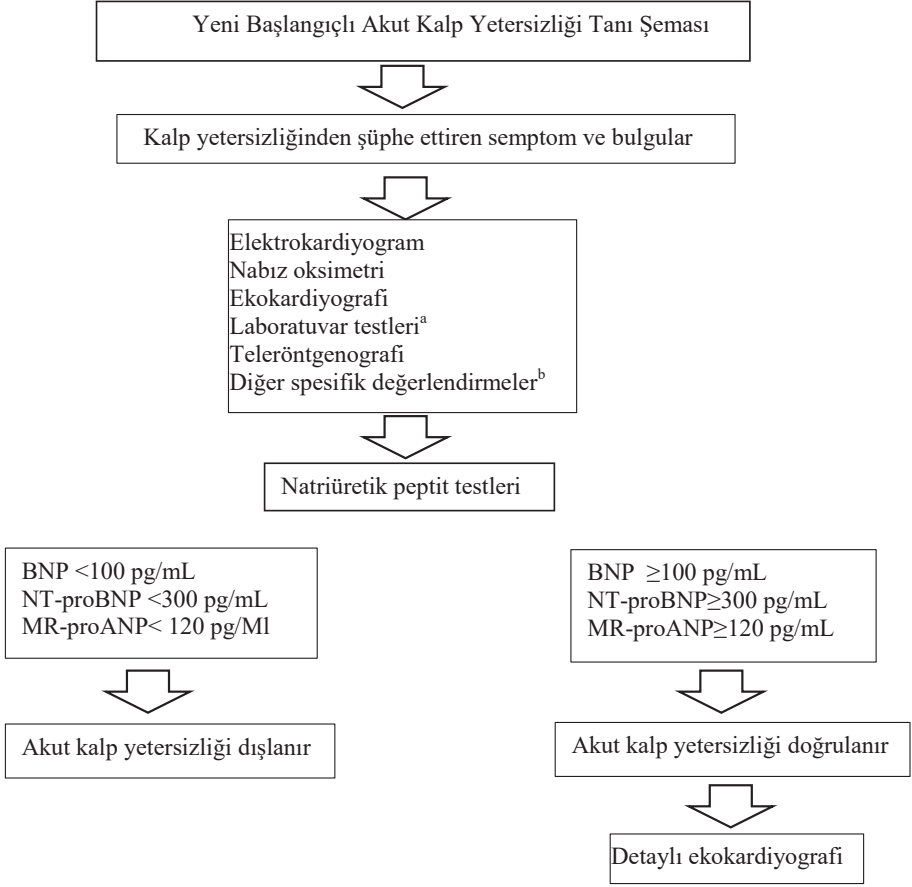 Yeni Başlangıçlı Akut Kalp Yetersizliği Tanı Şeması
Kalp yetersizliğinden şüphe ettiren semptom ve bulgular
Elektrokardiyogram
Nabız oksimetri
Ekokardiyografi
Laboratuvar testleriᵃ
Teleröntgenografi
Diğer spesifik değerlendirmelerᵇ
Natriüretik peptit testleri
BNP <100 pg/mL
NT-proBNP <300 pg/mL
MR-proANP< 120 pg/Ml
BNP ≥100 pg/mL
NT-proBNP≥300 pg/mL
MR-proANP≥120 pg/mL
Akut kalp yetersizliği dışlanır
Akut kalp yetersizliği doğrulanır
Detaylı ekokardiyografi